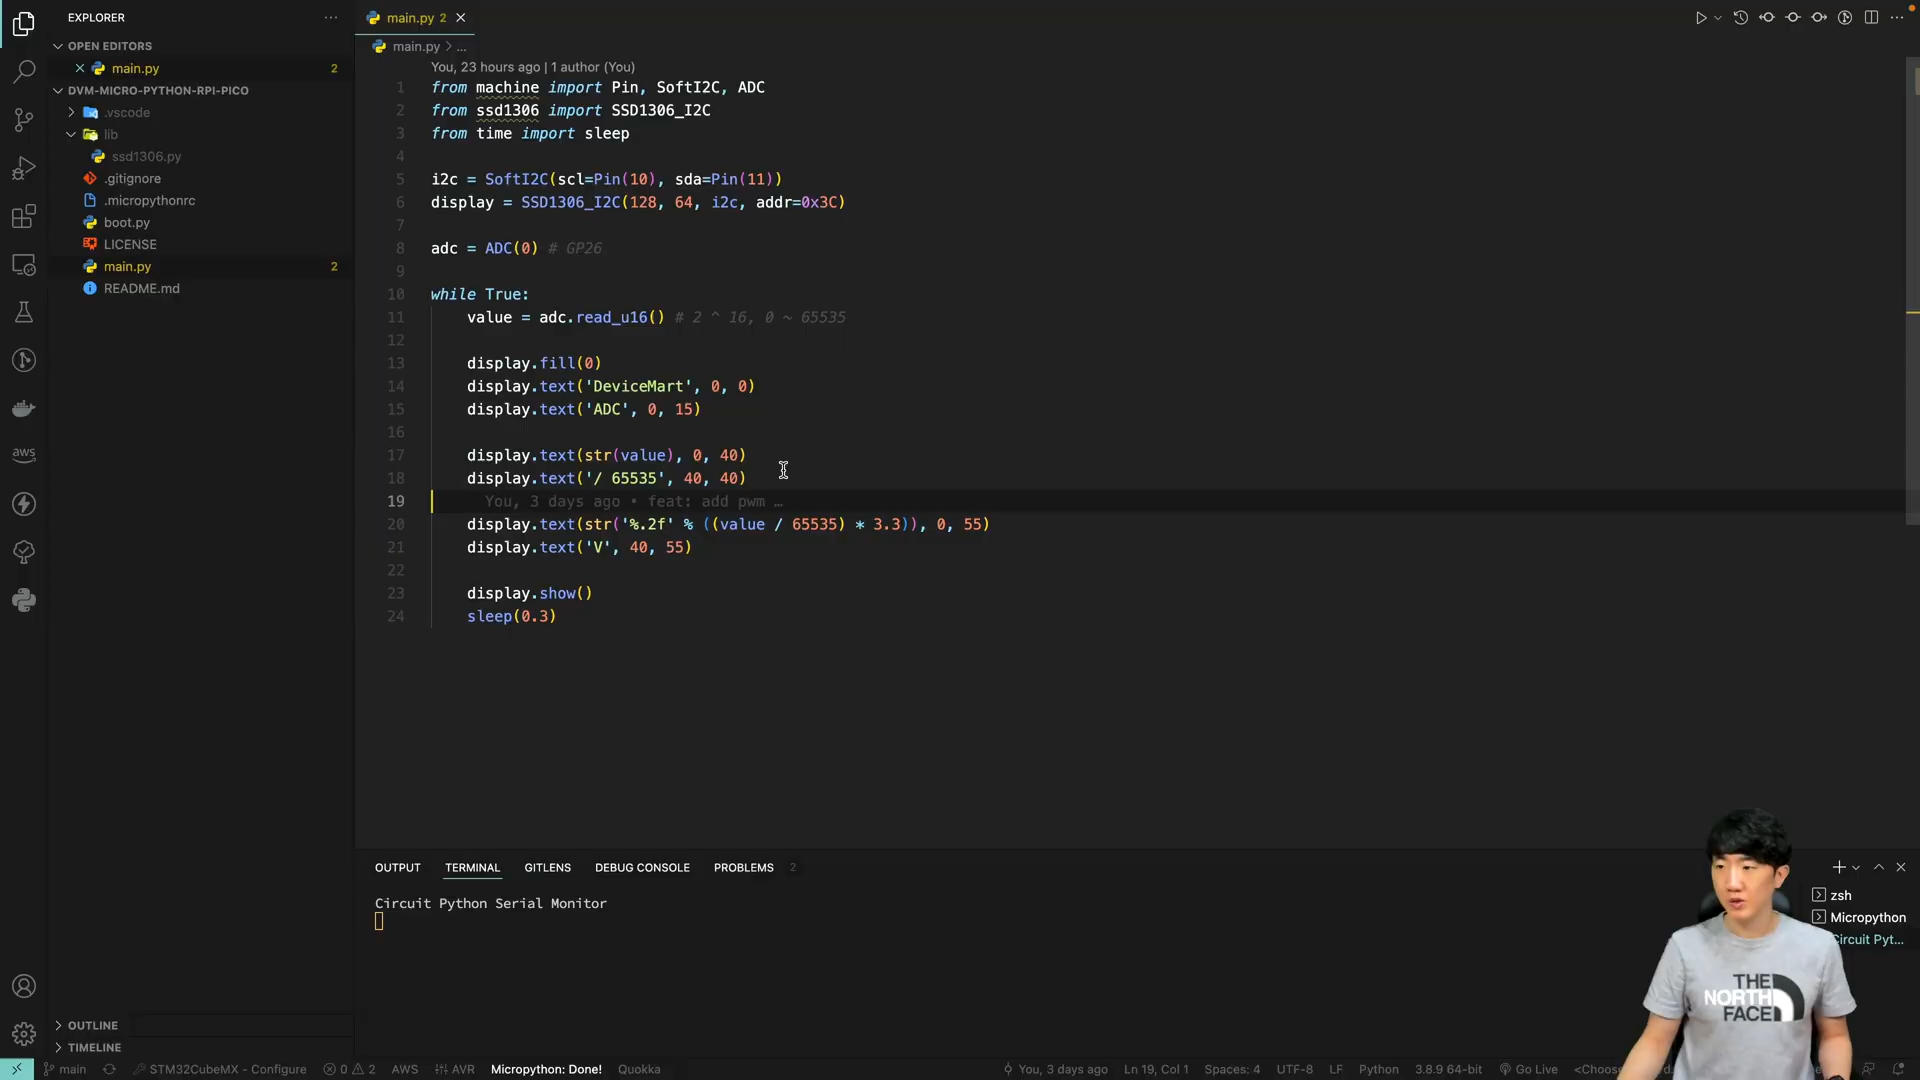 EXPLORER
OPEN EDITORS
main.py 2
DVM-MICRO-PYTHON-RPI-PICO
.vscode
lib
ssd1306.py
.gitignore
.micropythonrc
boot.py
LICENSE
main.py 2
README.md
OUTLINE
TIMELINE
aws
main.py 2
main.py > ...
You, 23 hours ago | 1 author (You)
1 from machine import Pin, SoftI2C, ADC
2 from ssd1306 import SSD1306_I2C
3 from time import sleep
4
5 i2c = SoftI2C(scl=Pin(10), sda=Pin(11))
6 display = SSD1306_I2C(128, 64, i2c, addr=0x3C)
7
8 adc = ADC(0) # GP26
9
10 while True:
11 value = adc.read_u16() # 2 ^ 16, 0 ~ 65535
12
13 display.fill(0)
14 display.text('DeviceMart', 0, 0)
15 display.text('ADC', 0, 15)
16
17 display.text(str(value), 0, 40)
18 display.text('/ 65535', 40, 40)
19 You, 3 days ago • feat: add pwm …
20 display.text(str('%.2f' % ((value / 65535) * 3.3)), 0, 55)
21 display.text('V', 40, 55)
22
23 display.show()
24 sleep(0.3)
OUTPUT TERMINAL GITLENS DEBUG CONSOLE PROBLEMS 2
Circuit Python Serial Monitor
zsh
Micropython
Circuit Pyt...
THE
NORTH
FACE
main STM32CubeMX - Configure 0 2 AWS AVR Micropython: Done! Quokka You, 3 days ago Ln 19, Col 1 Spaces: 4 UTF-8 LF Python 3.8.9 64-bit Go Live